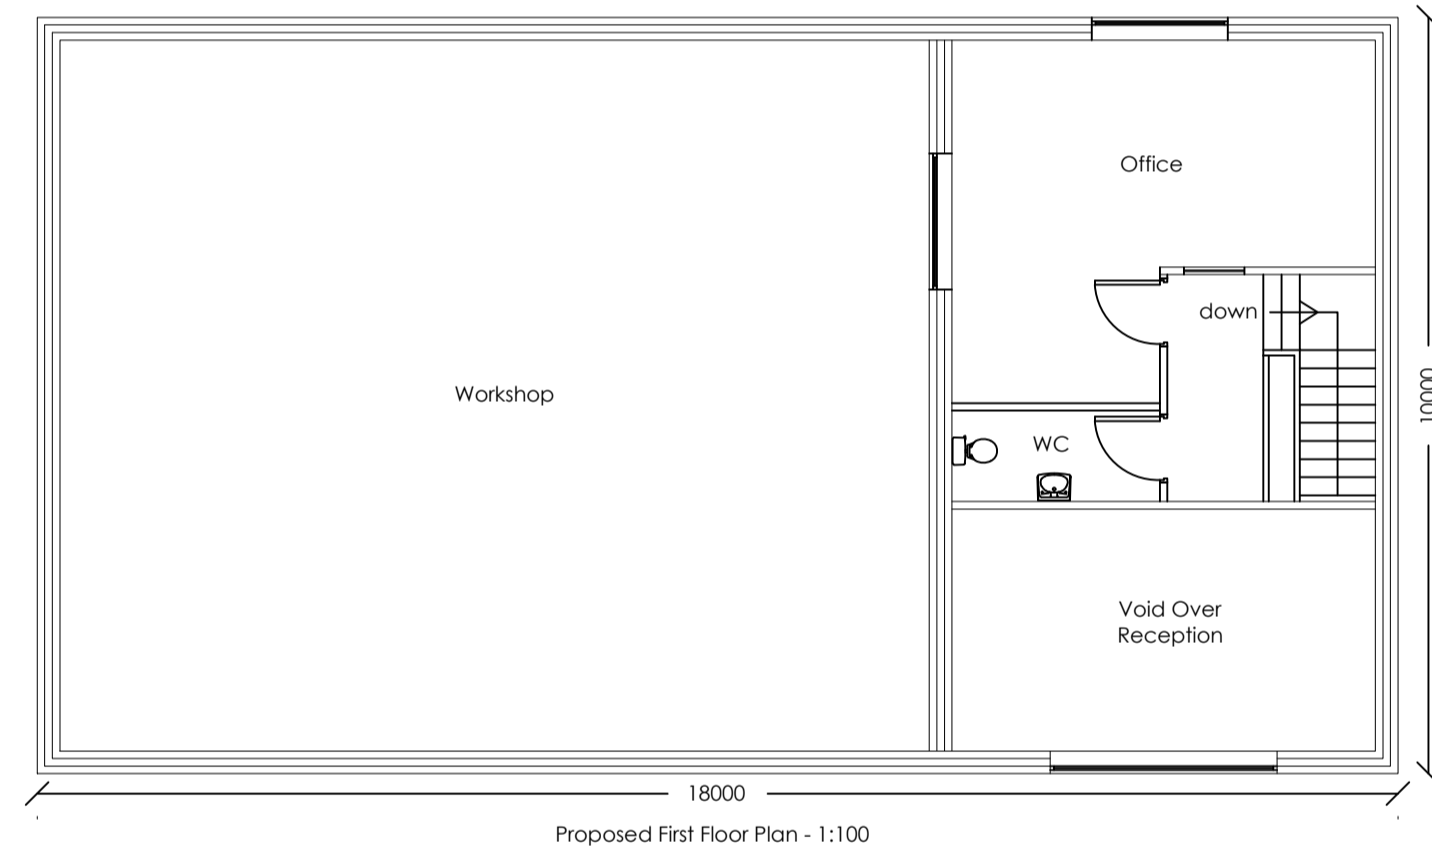 Office
down
10000
Workshop
WC
Void Over
Reception
18000
Proposed First Floor Plan - 1:100